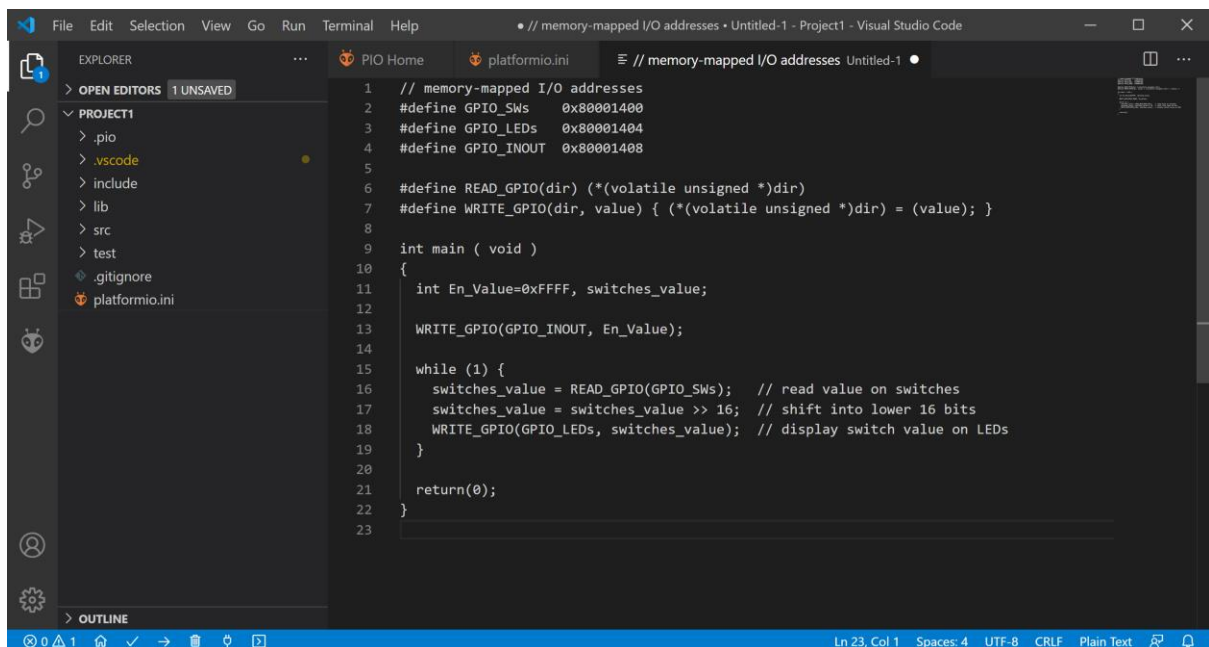 File Edit Selection View Go Run Terminal Help ● // memory-mapped I/O addresses • Untitled-1 - Project1 - Visual Studio Code
EXPLORER ...
> OPEN EDITORS 1 UNSAVED
PROJECT1
> .pio
> .vscode
> include
> lib
> src
> test
.gitignore
platformio.ini
> OUTLINE
1
PIO Home platformio.ini // memory-mapped I/O addresses Untitled-1 ●
1 // memory-mapped I/O addresses
2 #define GPIO_SWs 0x80001400
3 #define GPIO_LEDs 0x80001404
4 #define GPIO_INOUT 0x80001408
5
6 #define READ_GPIO(dir) (*(volatile unsigned *)dir)
7 #define WRITE_GPIO(dir, value) { (*(volatile unsigned *)dir) = (value); }
8
9 int main ( void )
10 {
11 int En_Value=0xFFFF, switches_value;
12
13 WRITE_GPIO(GPIO_INOUT, En_Value);
14
15 while (1) {
16 switches_value = READ_GPIO(GPIO_SWs); // read value on switches
17 switches_value = switches_value >> 16; // shift into lower 16 bits
18 WRITE_GPIO(GPIO_LEDs, switches_value); // display switch value on LEDs
19 }
20
21 return(0);
22 }
23
0 1 Ln 23, Col 1 Spaces: 4 UTF-8 CRLF Plain Text